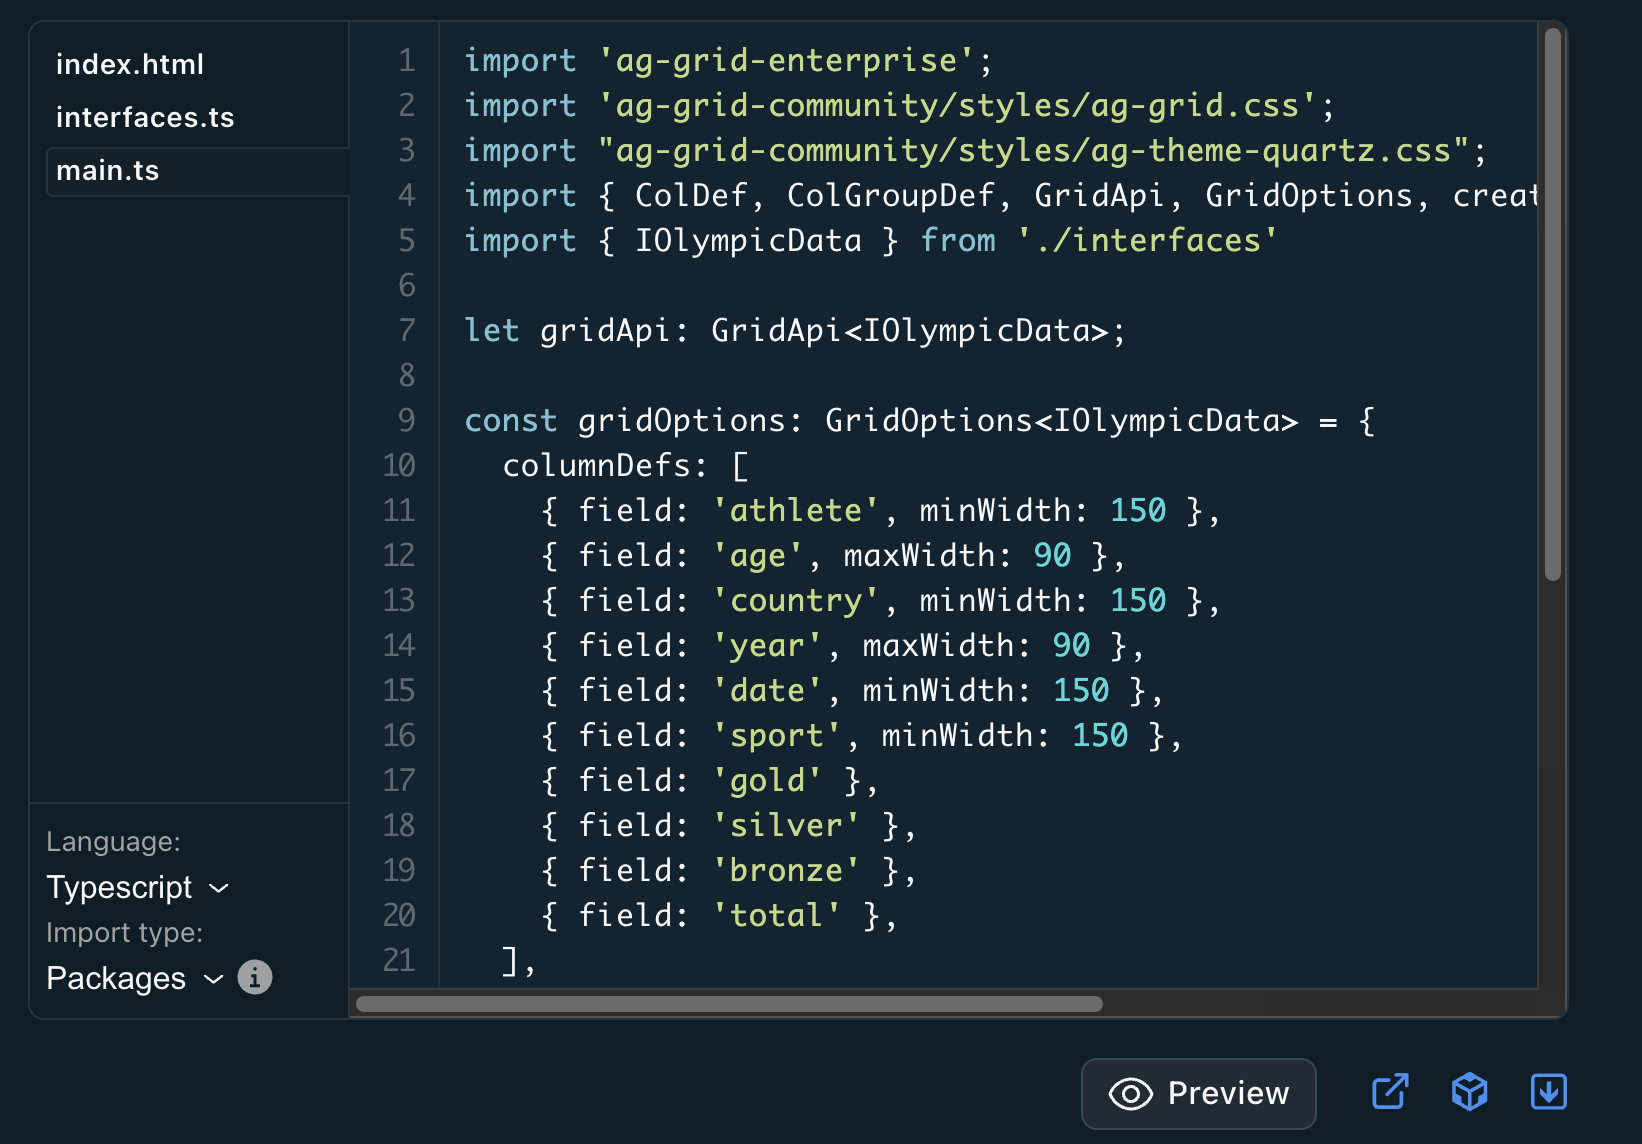 index.html
interfaces.ts
main.ts
1 import 'ag-grid-enterprise';
2 import 'ag-grid-community/styles/ag-grid.css';
3 import "ag-grid-community/styles/ag-theme-quartz.css";
4 import { ColDef, ColGroupDef, GridApi, GridOptions, creat
5 import { IOlympicData } from './interfaces'
6
7 let gridApi: GridApi<IOlympicData>;
8
9 const gridOptions: GridOptions<IOlympicData> = {
10   columnDefs: [
11     { field: 'athlete', minWidth: 150 },
12     { field: 'age', maxWidth: 90 },
13     { field: 'country', minWidth: 150 },
14     { field: 'year', maxWidth: 90 },
15     { field: 'date', minWidth: 150 },
16     { field: 'sport', minWidth: 150 },
17     { field: 'gold' },
18     { field: 'silver' },
19     { field: 'bronze' },
20     { field: 'total' },
21   ],
Language:
Typescript
Import type:
Packages
Preview